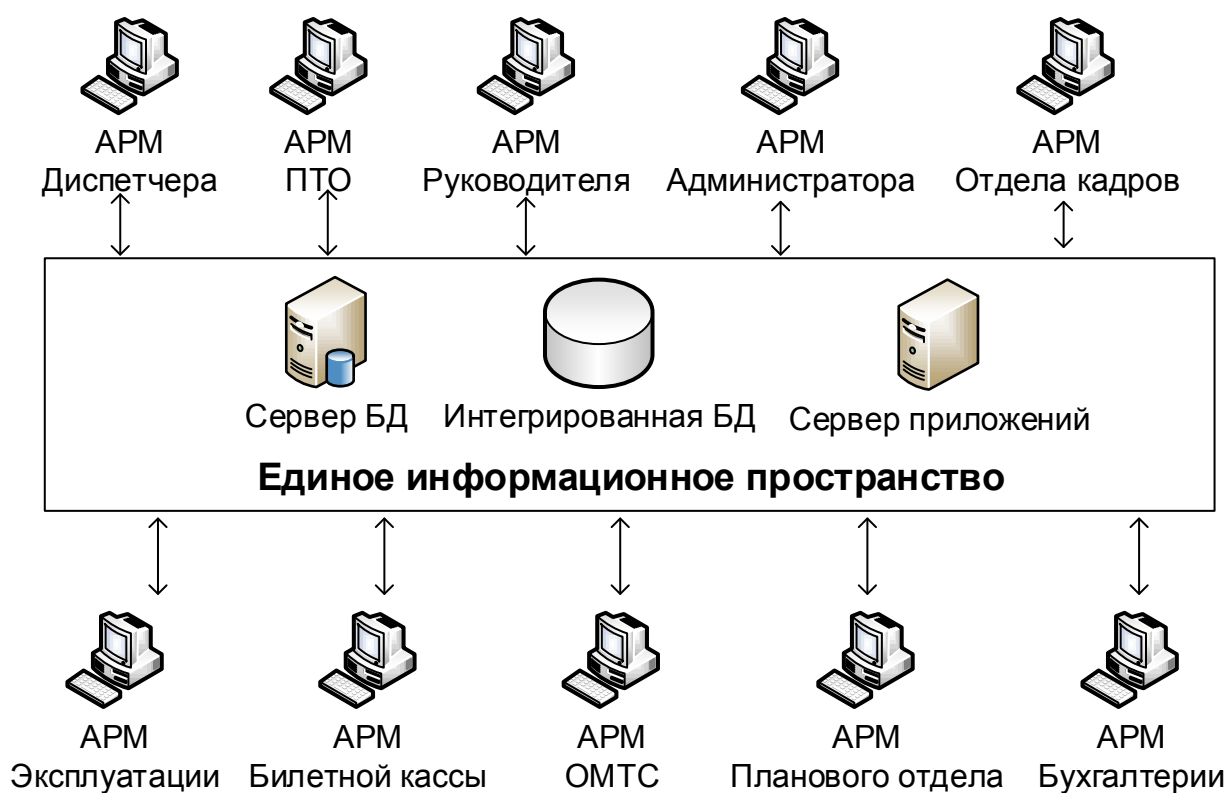 АРМ
Диспетчера
АРМ
ПТО
АРМ
Руководителя
АРМ
Администратора
АРМ
Отдела кадров
Сервер БД
Интегрированная БД
Сервер приложений
Единое информационное пространство
АРМ
Эксплуатации
АРМ
Билетной кассы
АРМ
ОМТС
АРМ
Планового отдела
АРМ
Бухгалтерии